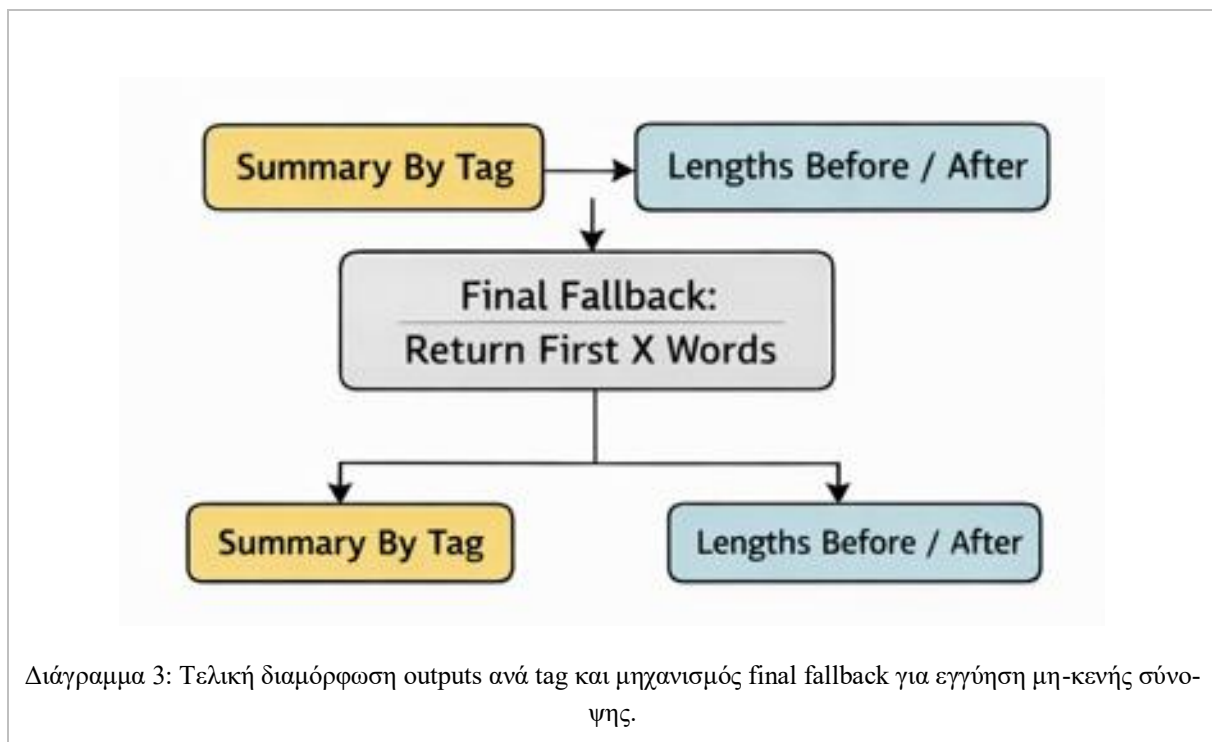 Summary By Tag
Lengths Before / After
Final Fallback:
Return First X Words
Summary By Tag
Lengths Before / After
Διάγραμμα 3: Τελική διαμόρφωση outputs ανά tag και μηχανισμός final fallback για εγγύηση μη-κενής σύνο-
ψης.